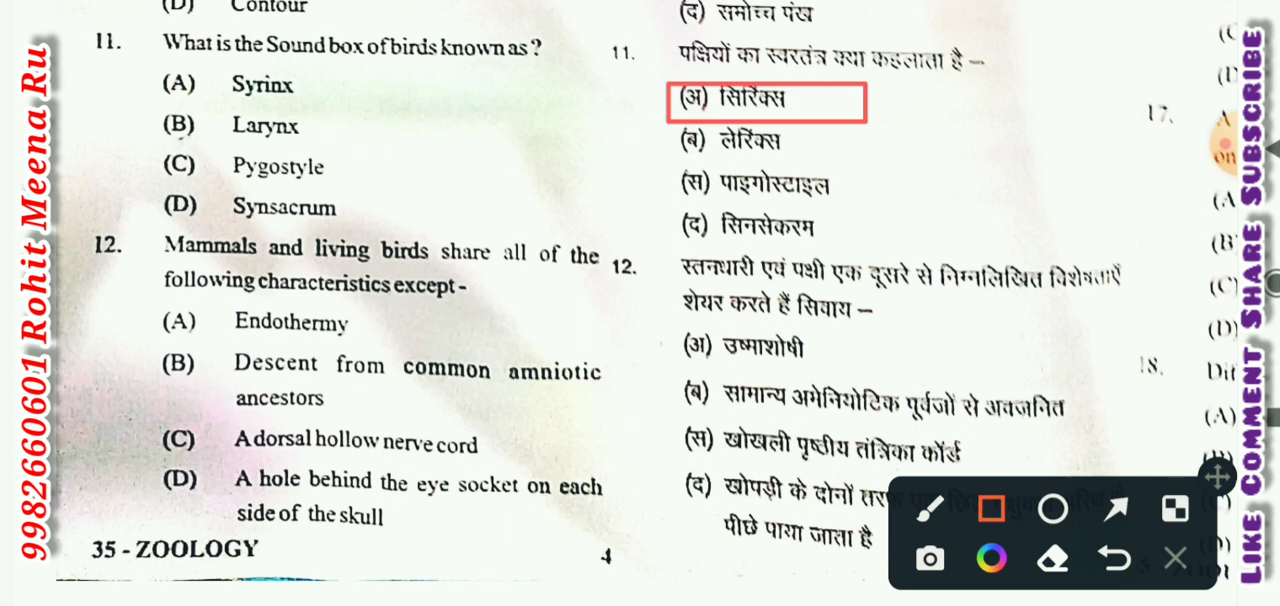 (D) Contour
11. What is the Sound box of birds known as ?
(A) Syrinx
(B) Larynx
(C) Pygostyle
(D) Synsacrum
12. Mammals and living birds share all of the
following characteristics except -
(A) Endothermy
(B) Descent from common amniotic
ancestors
(C) A dorsal hollow nerve cord
(D) A hole behind the eye socket on each
side of the skull
35 - ZOOLOGY
4
(द) समोच्च पंख
11. पक्षियों का स्वरतंत्र क्या कहलाता है –
(अ) सिरिंक्स
(ब) लेरिंक्स
(स) पाइगोस्टाइल
(द) सिनसेकरम
12. स्तनधारी एवं पक्षी एक दूसरे से निम्नलिखित विशेषताएँ
शेयर करते हैं सिवाय –
(अ) उष्माशोषी
(ब) सामान्य अमेनियोटिक पूर्वजों से अवजनित
(स) खोखली पृष्ठीय तंत्रिका कॉर्ड
(द) खोपड़ी के दोनों तरफ
पीछे पाया जाता है
17. A
on
(A
(B
(C)
(D)
18. Dif
(A)
9982660601 Rohit Meena Ru
LIKE COMMENT SHARE SUBSCRIBE